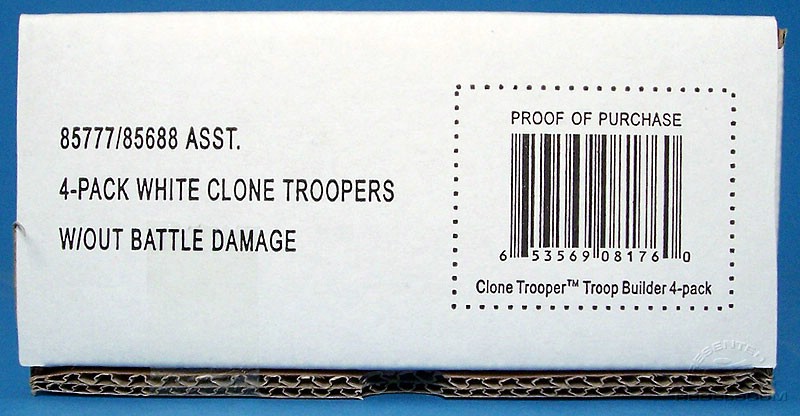 85777/85688 ASST.
4-PACK WHITE CLONE TROOPERS
W/OUT BATTLE DAMAGE
PROOF OF PURCHASE
6 53569 08176 0
Clone Trooper™ Troop Builder 4-pack